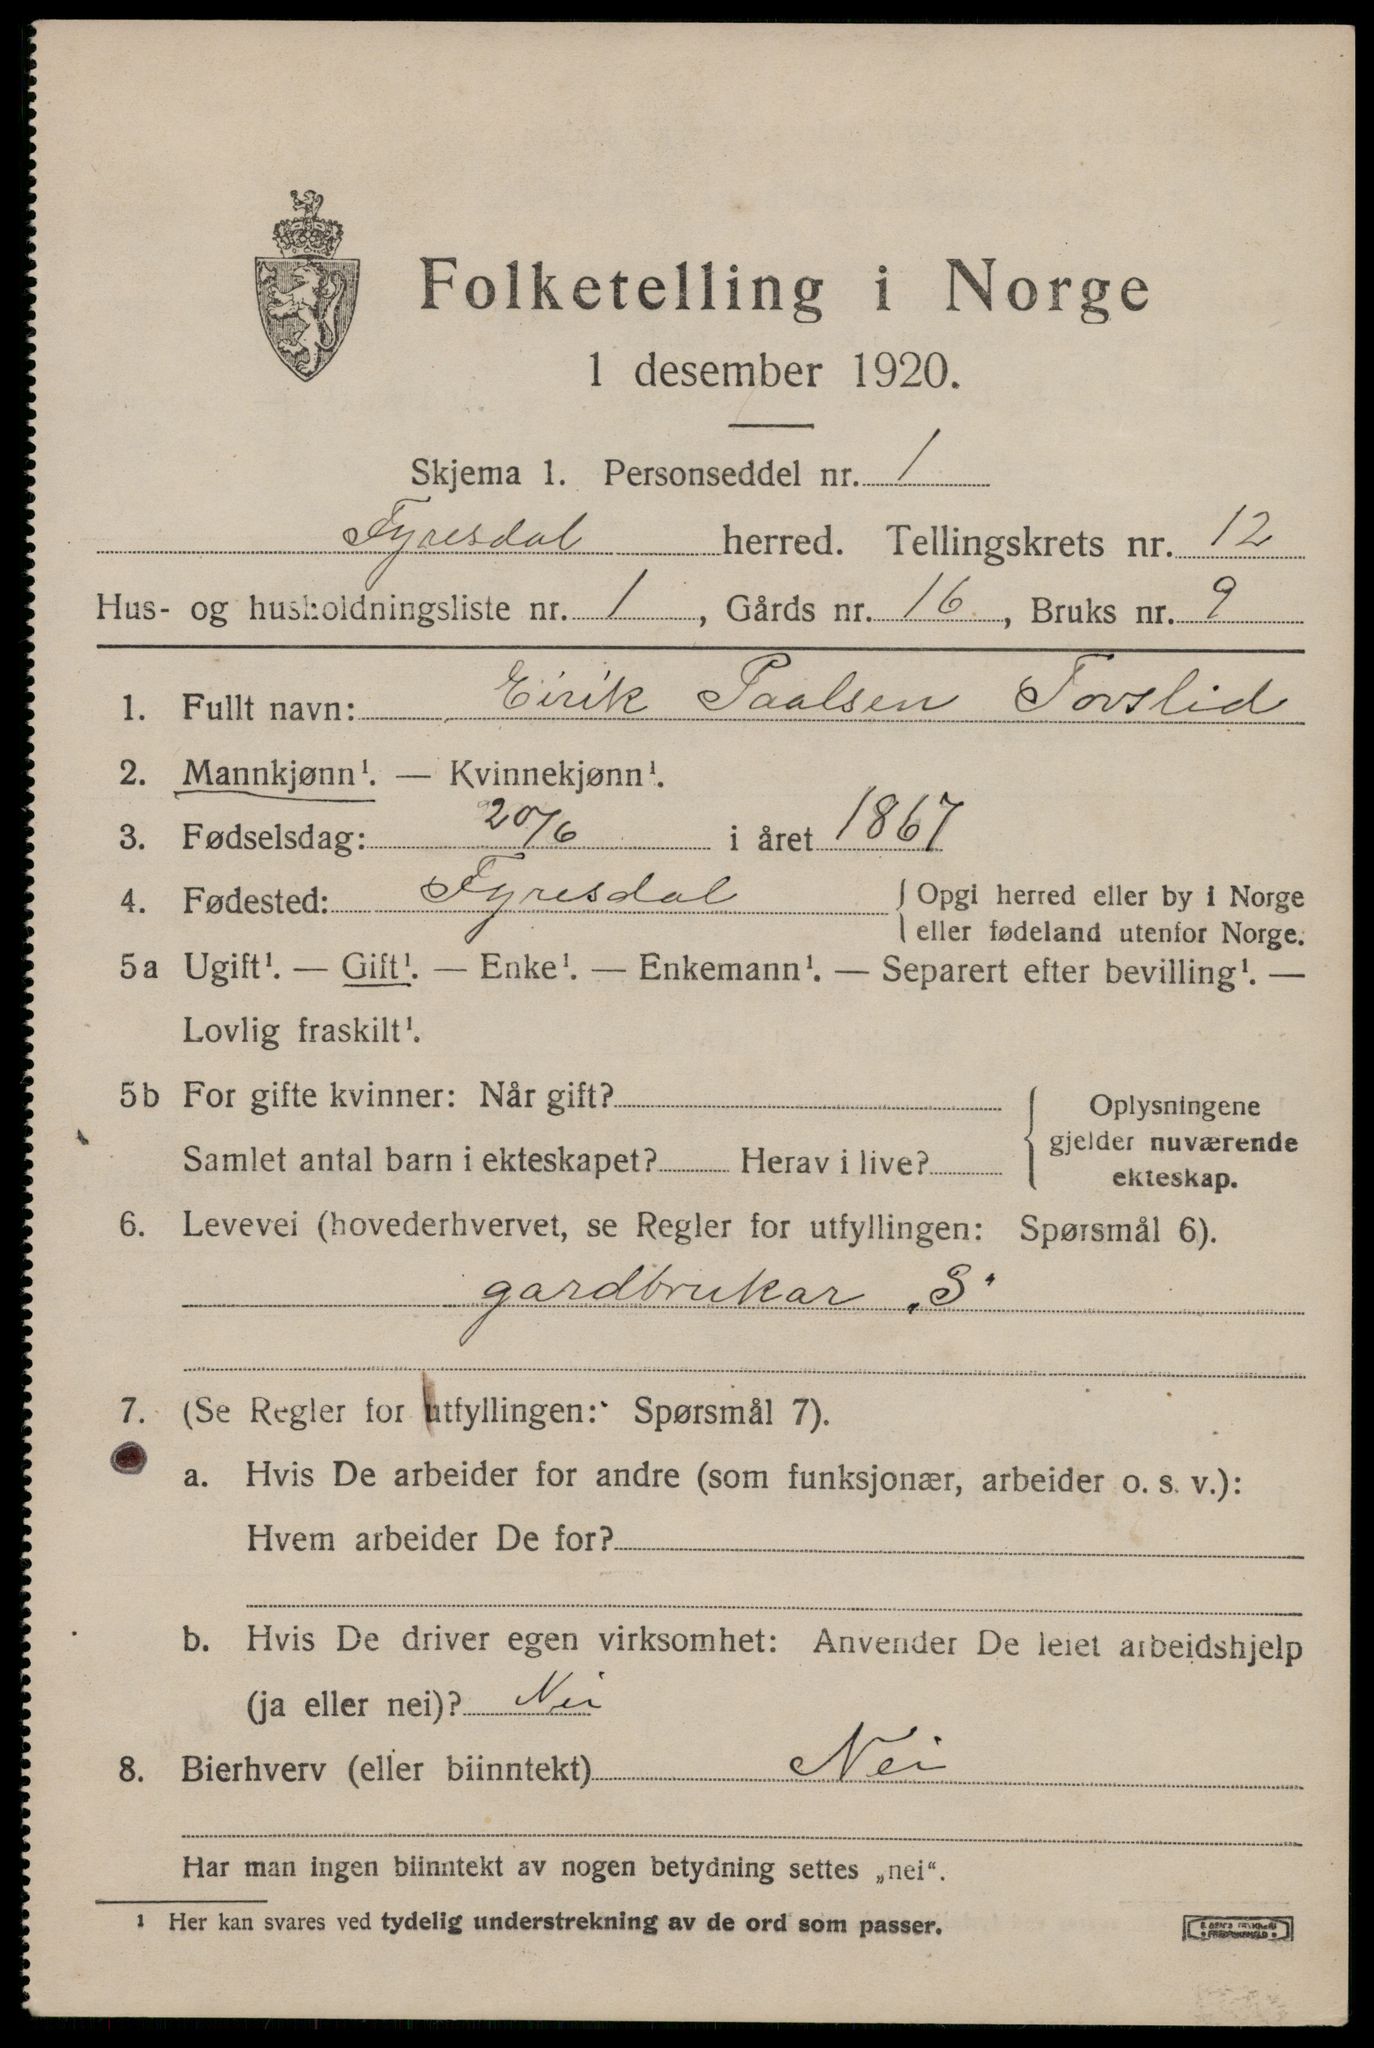 Folketelling i Norge
1 desember 1920.
Skjema 1. Personseddel nr. 1
Fyresdal herred. Tellingskrets nr. 12
Hus- og husholdningsliste nr. 1, Gårds nr. 16, Bruks nr. 9
1. Fullt navn: Eirik Paalsen Tovslid
2. Mannkjønn¹. — Kvinnekjønn¹.
3. Fødselsdag: 20/6 i året 1867
4. Fødested: Fyresdal { Opgi herred eller by i Norge
eller fødeland utenfor Norge.
5a Ugift¹. — Gift¹. — Enke¹. — Enkemann¹. — Separert efter bevilling¹. —
Lovlig fraskilt¹.
5b For gifte kvinner: Når gift?
Samlet antal barn i ekteskapet? Herav i live?
Oplysningene
gjelder nuværende
ekteskap.
6. Levevei (hovederhvervet, se Regler for utfyllingen: Spørsmål 6).
gardbrukar „S"
7. (Se Regler for utfyllingen: Spørsmål 7).
a. Hvis De arbeider for andre (som funksjonær, arbeider o. s. v.):
Hvem arbeider De for?
b. Hvis De driver egen virksomhet: Anvender De leiet arbeidshjelp
(ja eller nei)? Nei
8. Bierhverv (eller biinntekt) Nei
Har man ingen biinntekt av nogen betydning settes „nei“.
¹ Her kan svares ved tydelig understrekning av de ord som passer.